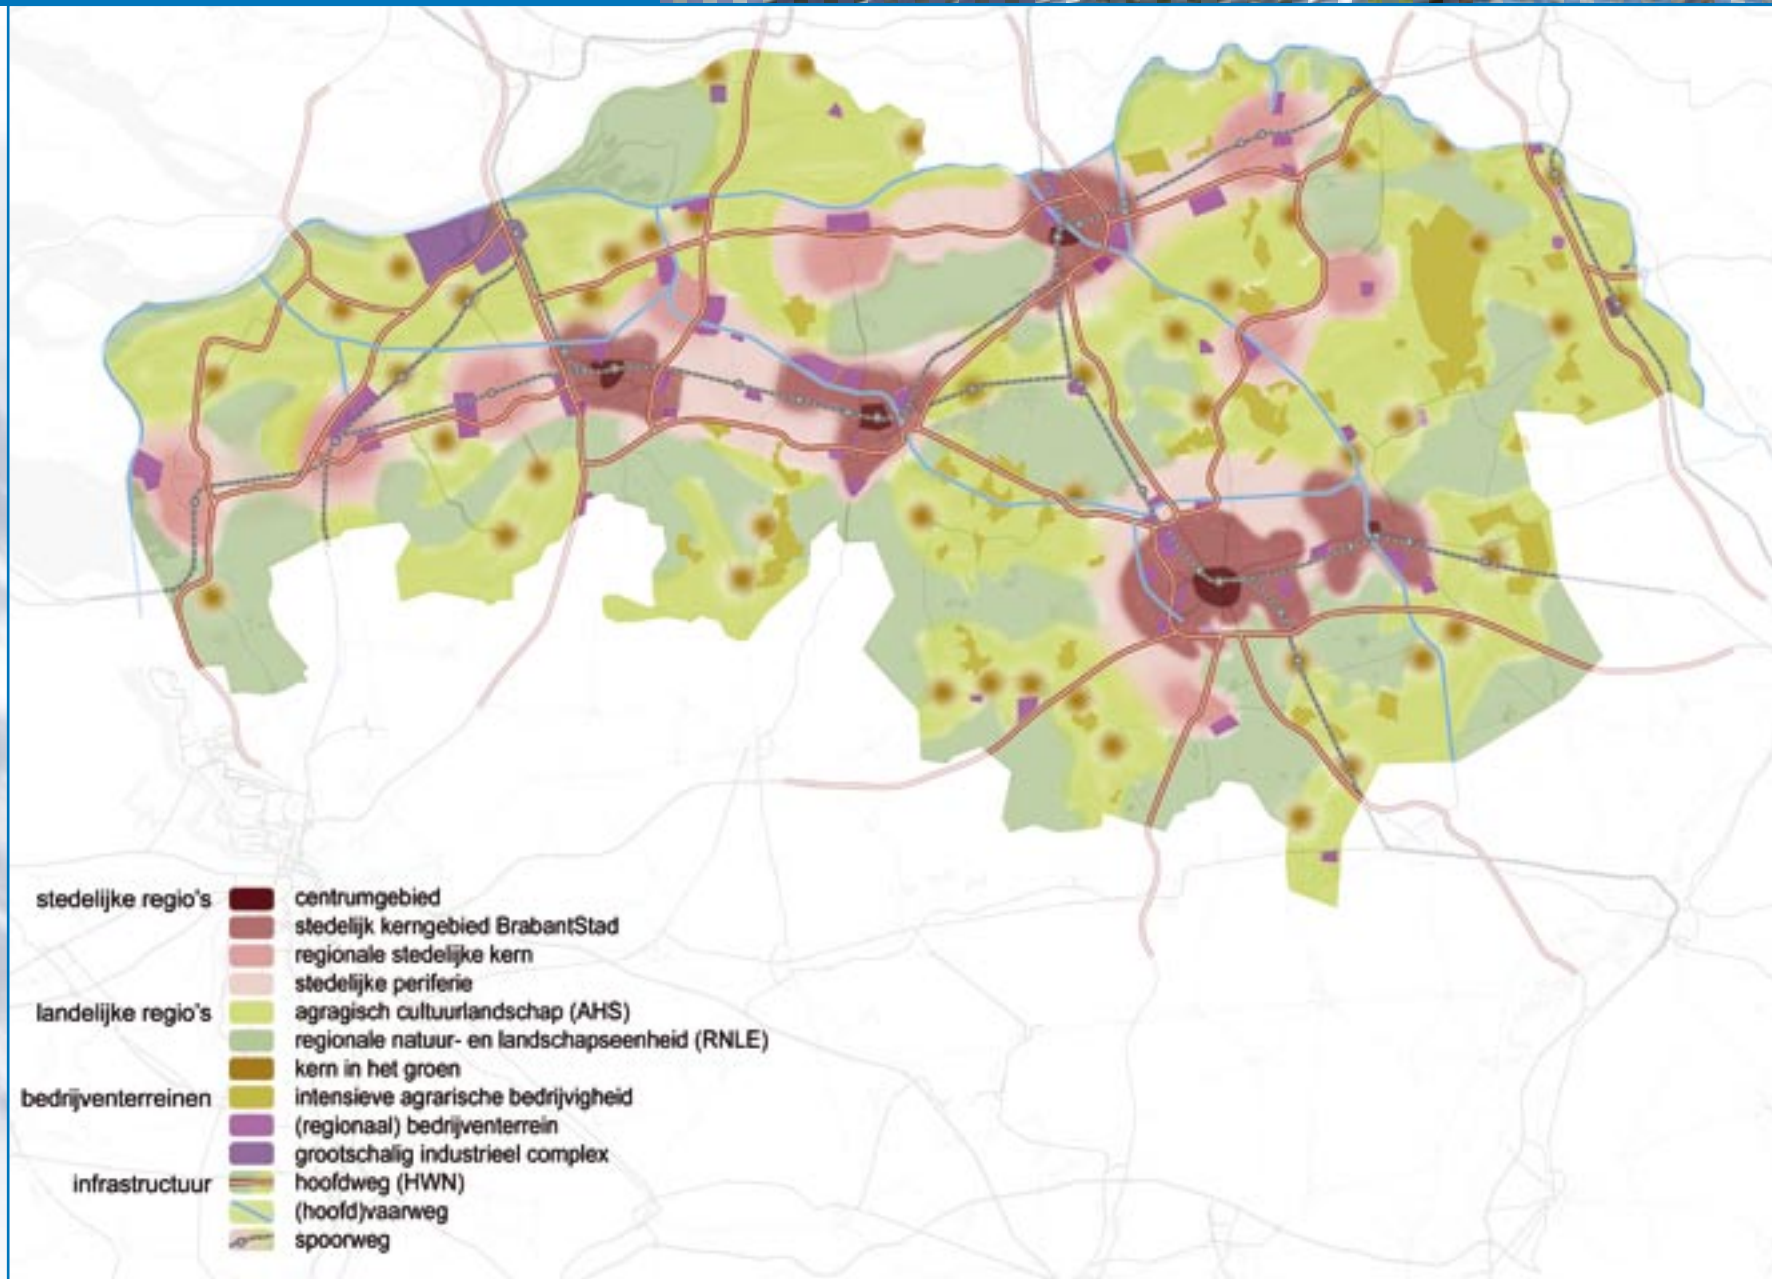 stedelijke regio's centrumgebied
stedelijk kerngebied BrabantStad
regionale stedelijke kern
stedelijke periferie
landelijke regio's agragisch cultuurlandschap (AHS)
regionale natuur- en landschapseenheid (RNLE)
kern in het groen
bedrijventerreinen intensieve agrarische bedrijvigheid
(regionaal) bedrijventerrein
grootschalig industrieel complex
infrastructuur hoofdweg (HWN)
(hoofd)vaarweg
spoorweg